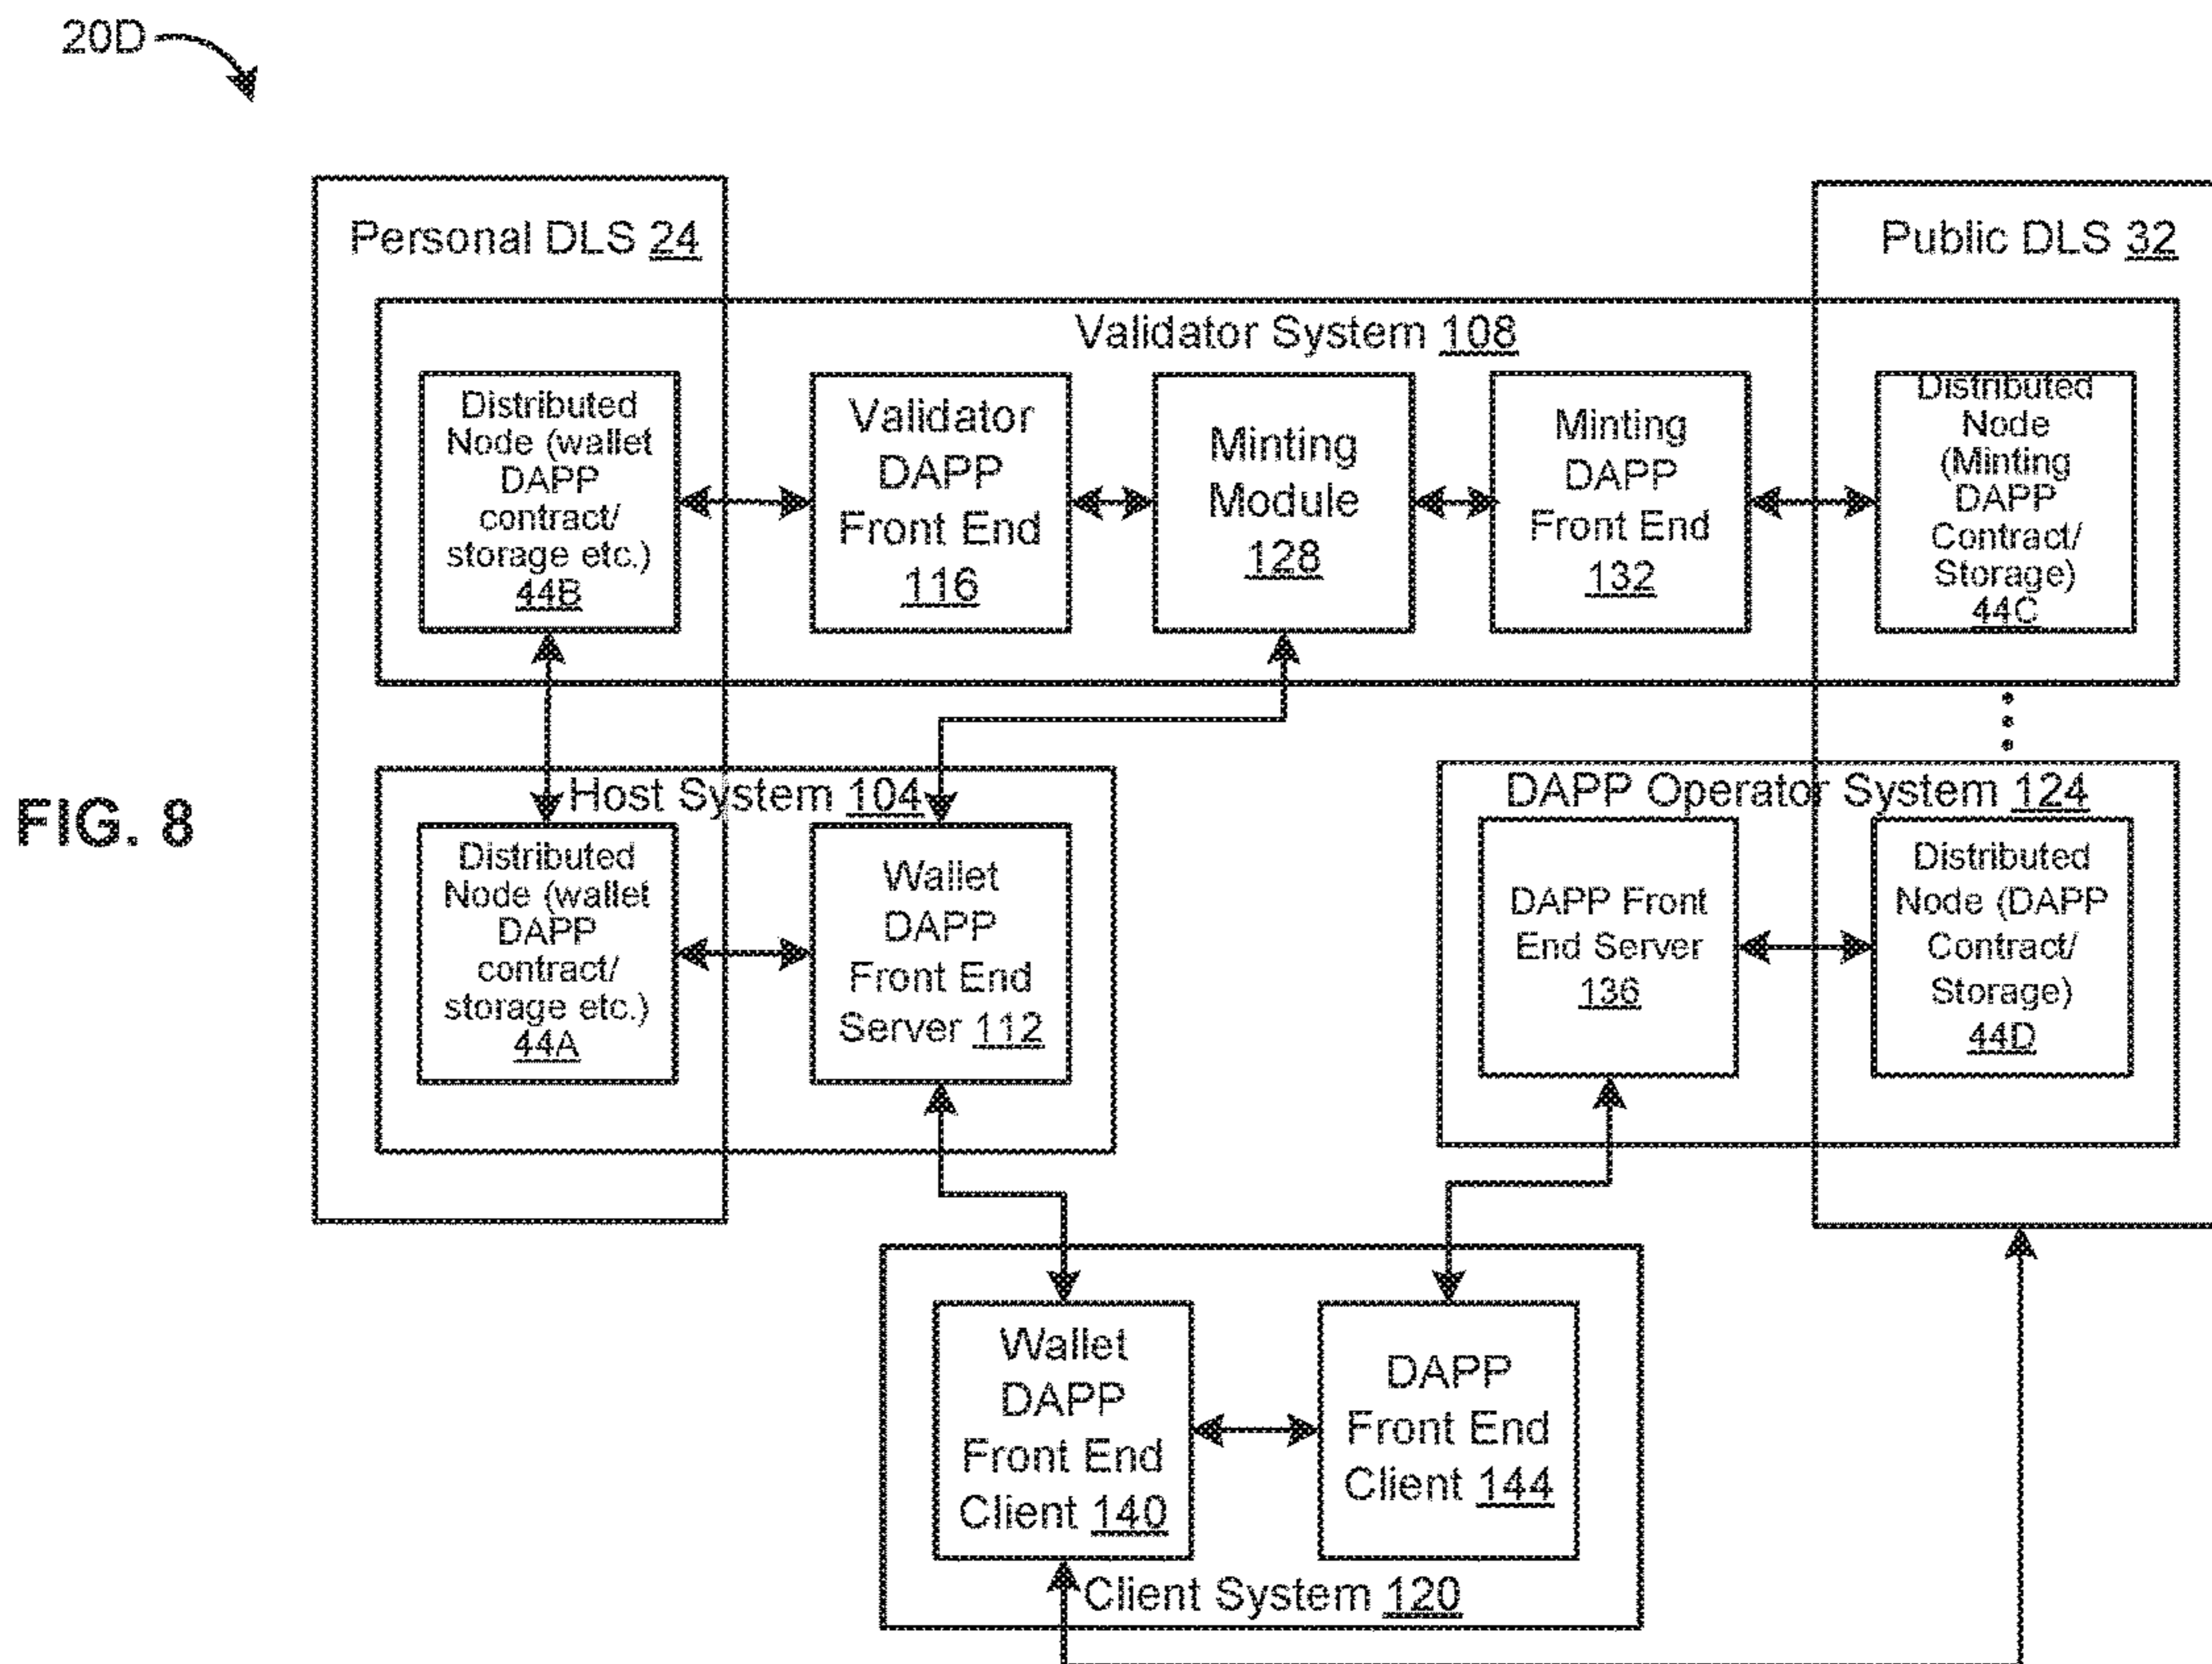 20D
Personal DLS 24
Public DLS 32
Validator System 108
Distributed
Node (wallet
DAPP
contract/
storage etc.)
44B
Validator
DAPP
Front End
116
Minting
Module
128
Minting
DAPP
Front End
132
Distributed
Node
(Minting
DAPP
Contract/
Storage)
44C
FIG. 8
Host System 104
Distributed
Node (wallet
DAPP
contract/
storage etc.)
44A
Wallet
DAPP
Front End
Server 112
DAPP Operator System 124
DAPP Front
End Server
136
Distributed
Node (DAPP
Contract/
Storage)
44D
Wallet
DAPP
Front End
Client 140
DAPP
Front End
Client 144
Client System 120